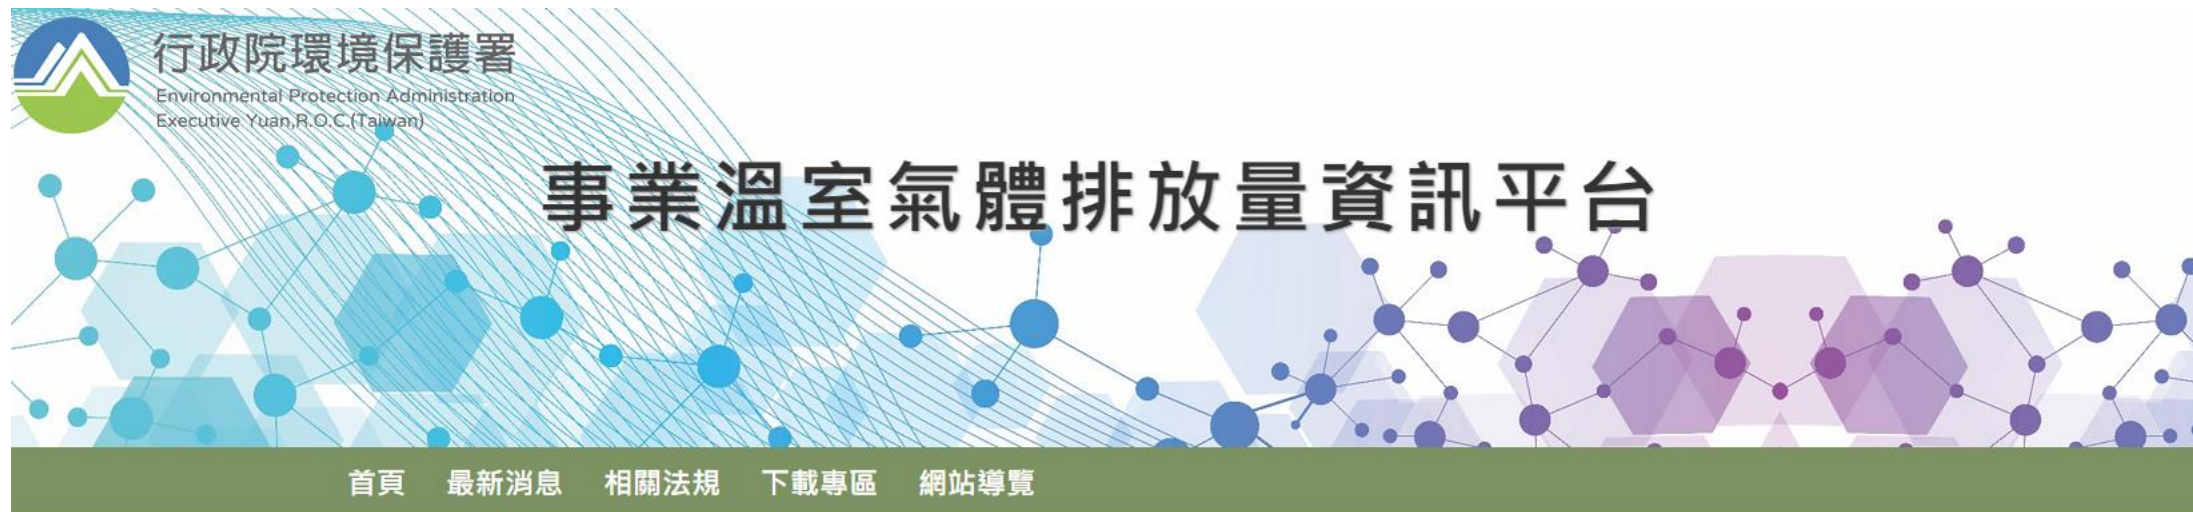 行政院環境保護署
Environmental Protection Administration
Executive Yuan,R.O.C.(Taiwan)
事業溫室氣體排放量資訊平台
首頁 最新消息 相關法規 下載專區 網站導覽